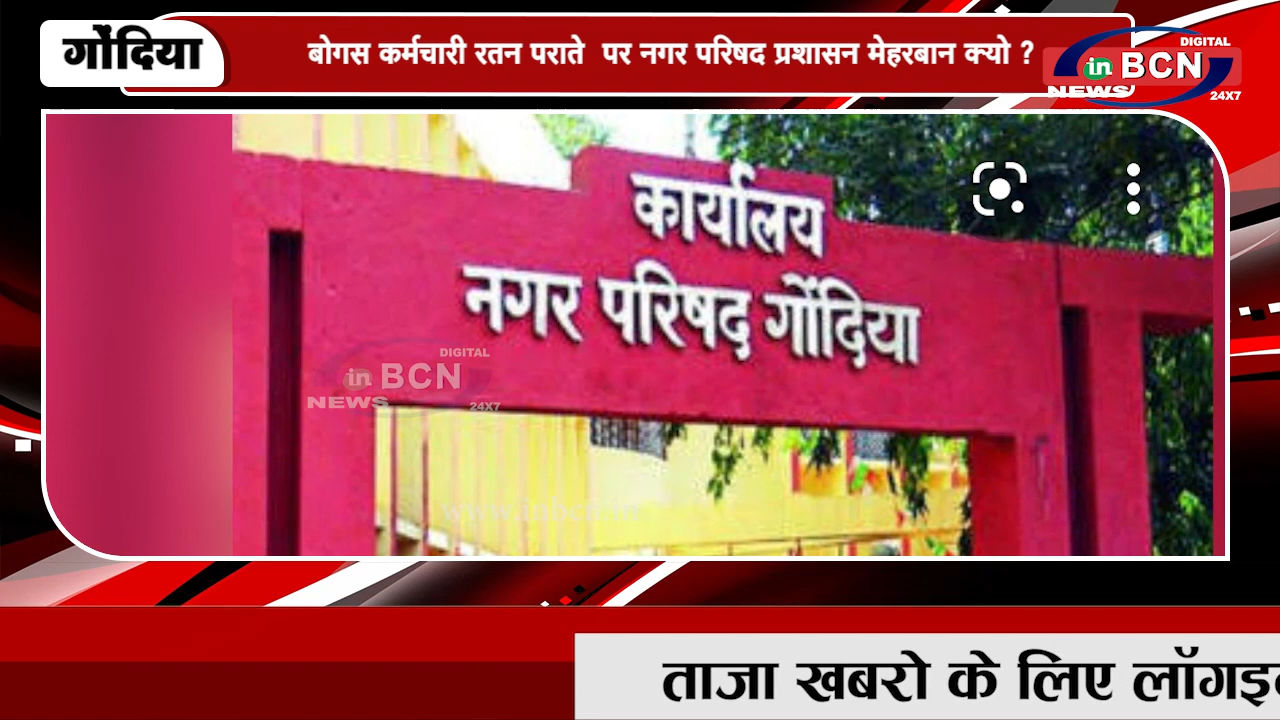 गोंदिया
बोगस कर्मचारी रतन पराते पर नगर परिषद प्रशासन मेहरबान क्यो ?
DIGITAL
in BCN
NEWS
24X7
कार्यालय
नगर परिषद गोंदिया
DIGITAL
in BCN
NEWS
24X7
ताजा खबरो के लिए